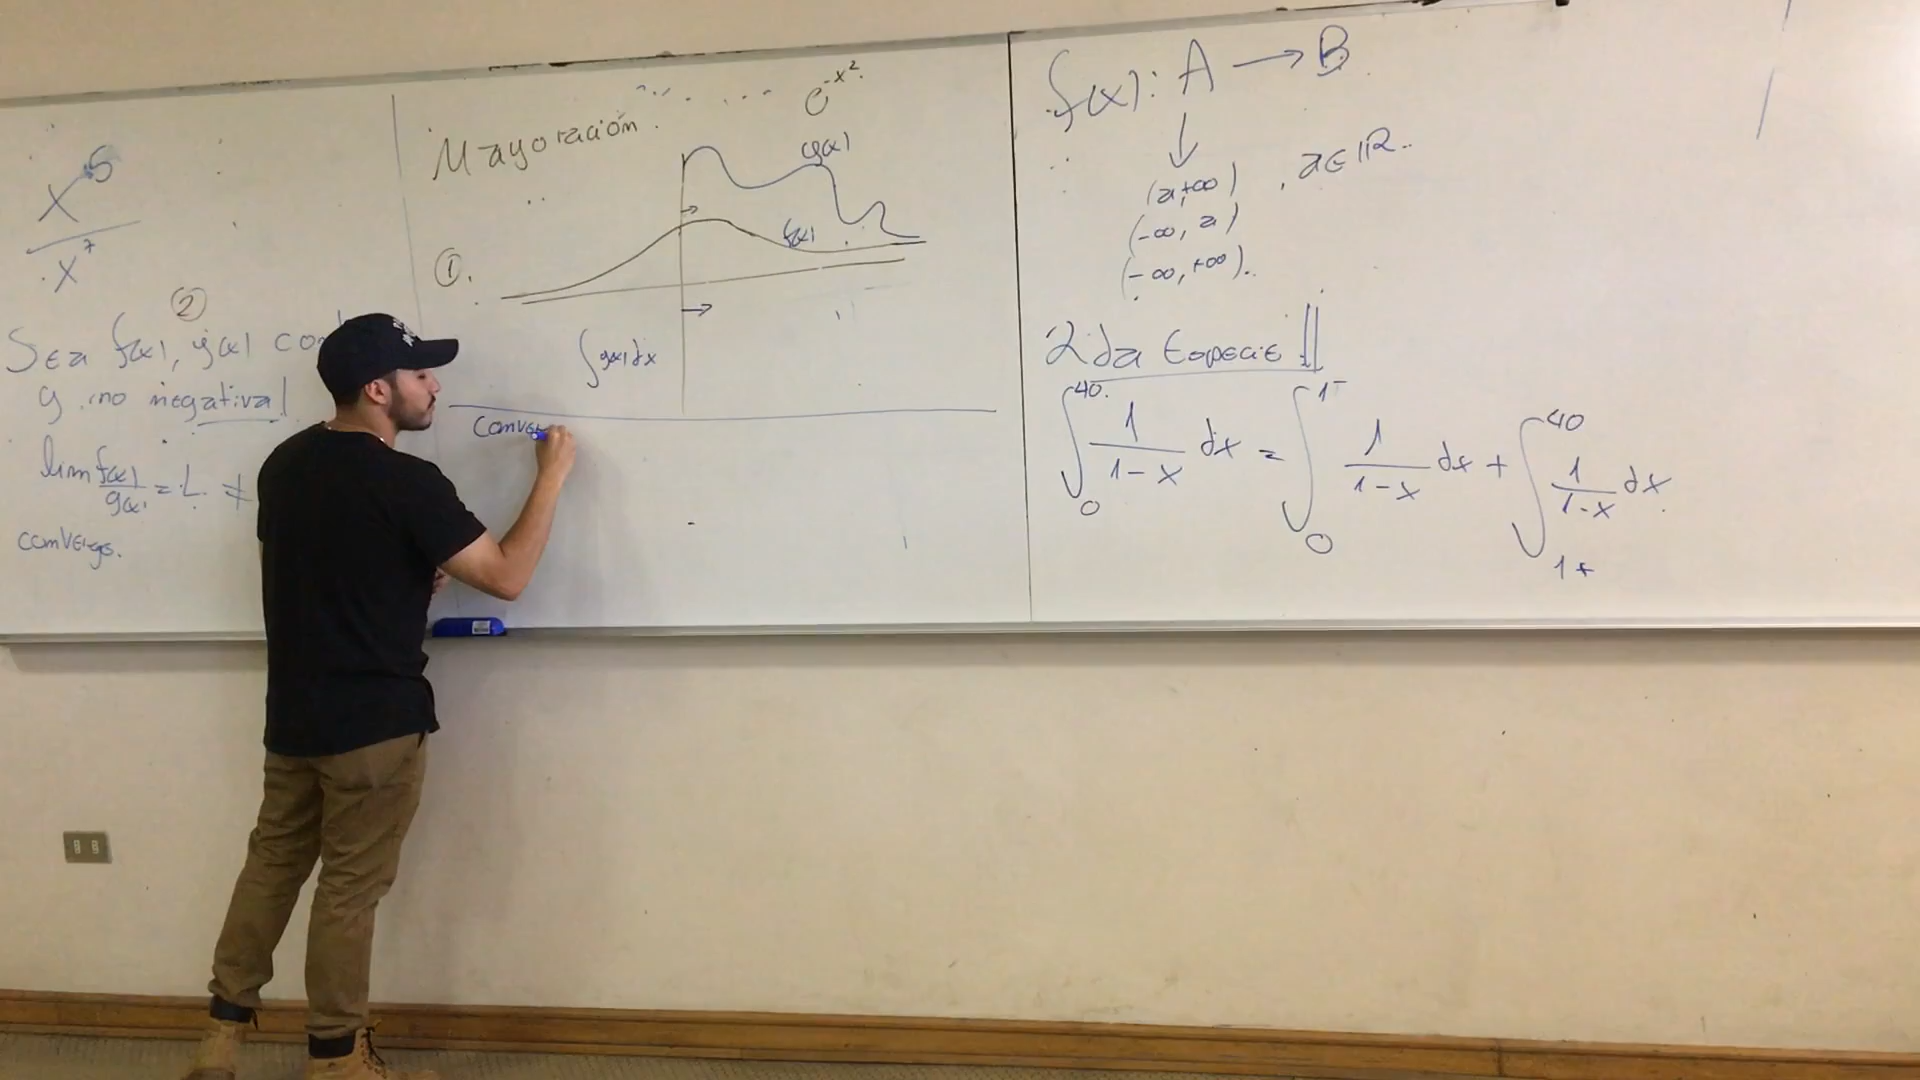 x^5
x^7
②
Sea f(x), g(x) con
g no negativa!
lim f(x)/g(x) = L ≠
converge.
Mayoración
e^-x².
g(x)
f(x)
①.
∫g(x)dx
Conve
f(x): A → B
↓
(a,+∞) , a∈ℝ.
(-∞, a)
(-∞, +∞).
2da Especie!!
∫_0^40 1/(1-x) dx = ∫_0^1⁻ 1/(1-x) dx + ∫_1+^40 1/(1-x) dx